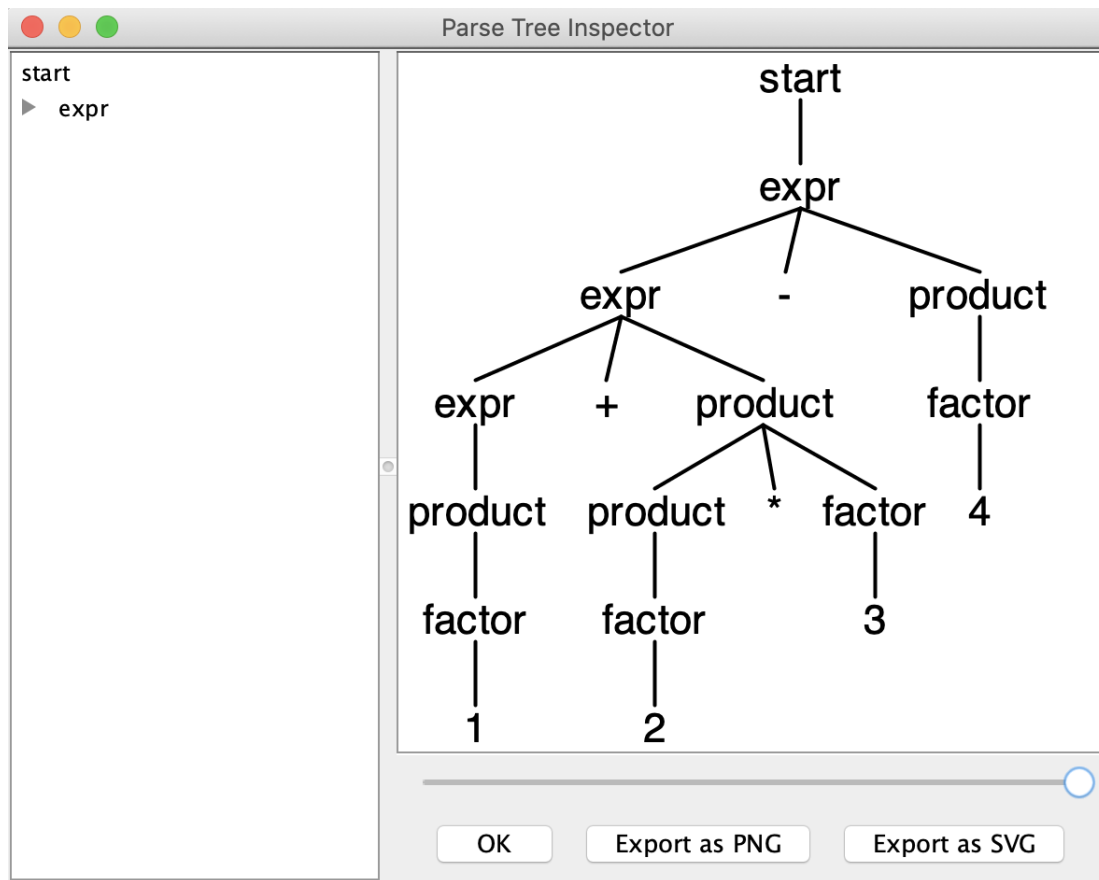 Parse Tree Inspector
start
expr
start
expr
expr - product
expr + product factor
product product * factor 4
factor factor 3
1 2
OK Export as PNG Export as SVG